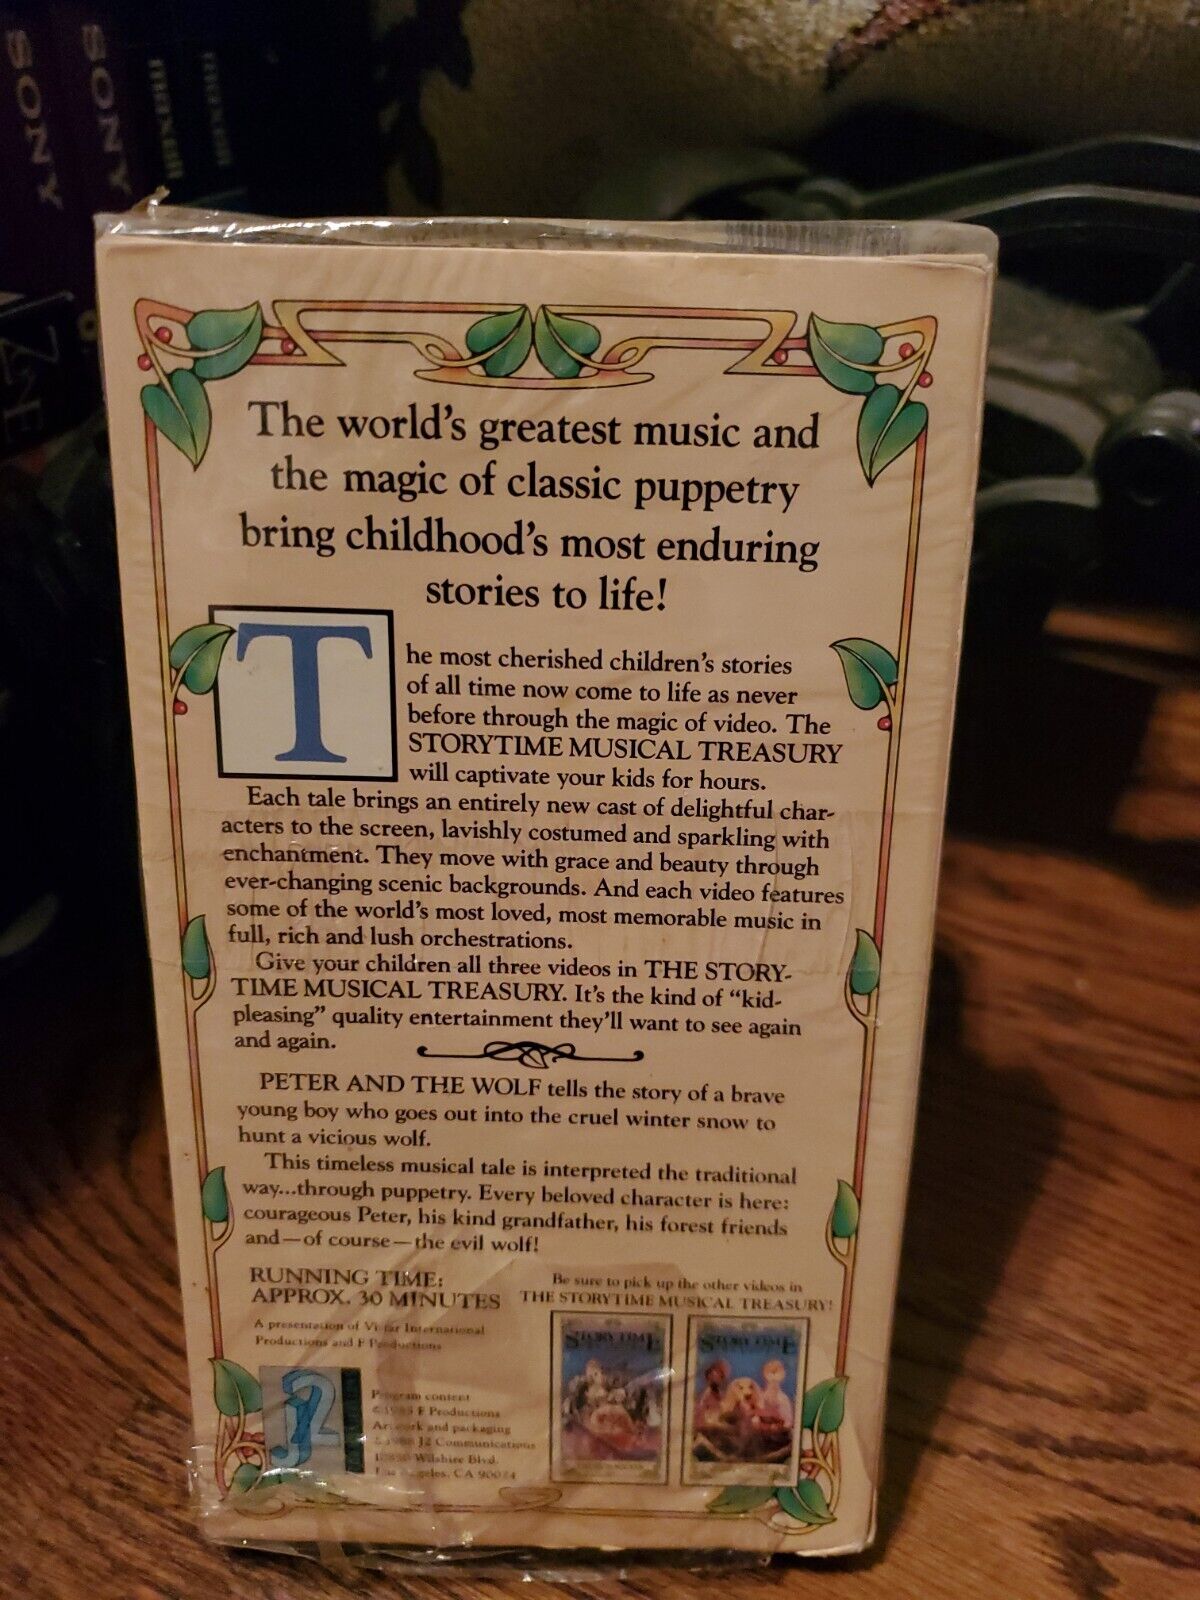 SONY
SONY
The world's greatest music and
the magic of classic puppetry
bring childhood's most enduring
stories to life!
The most cherished children's stories
of all time now come to life as never
before through the magic of video. The
STORYTIME MUSICAL TREASURY
will captivate your kids for hours.
Each tale brings an entirely new cast of delightful char-
acters to the screen, lavishly costumed and sparkling with
enchantment. They move with grace and beauty through
ever-changing scenic backgrounds. And each video features
some of the world's most loved, most memorable music in
full, rich and lush orchestrations.
Give your children all three videos in THE STORY-
TIME MUSICAL TREASURY. It's the kind of "kid-
pleasing" quality entertainment they'll want to see again
and again.
PETER AND THE WOLF tells the story of a brave
young boy who goes out into the cruel winter snow to
hunt a vicious wolf.
This timeless musical tale is interpreted the traditional
way...through puppetry. Every beloved character is here:
courageous Peter, his kind grandfather, his forest friends
and—of course—the evil wolf!
RUNNING TIME:
APPROX. 30 MINUTES
Be sure to pick up the other videos in
THE STORYTIME MUSICAL TREASURY!
A presentation of International
Productions and F Productions
STORY TIME
STORY TIME
J2
Program content
F Productions
Artwork and packaging
J2 Communications
Wilshire Blvd.
Los Angeles, CA 90024